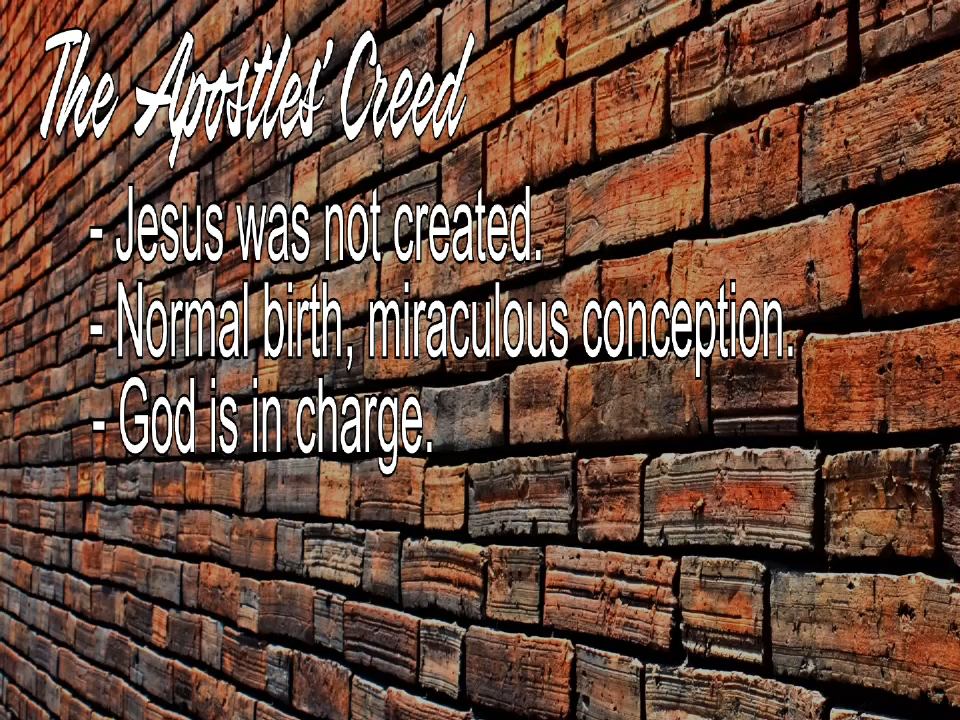 The Apostles' Creed
- Jesus was not created.
- Normal birth, miraculous conception.
- God is in charge.